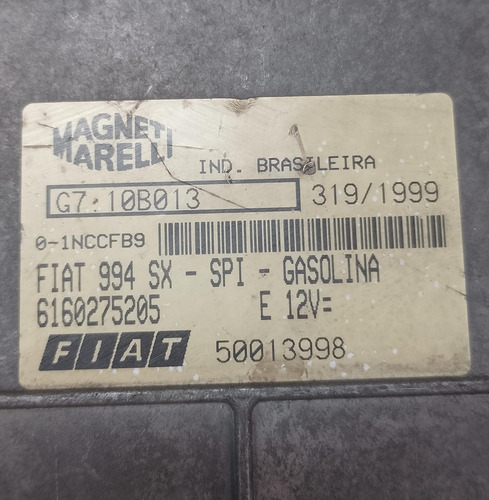 MAGNETI
MARELLI
IND. BRASILEIRA
G7.10B013 319/1999
0-1NCCFB9
FIAT 994 SX - SPI - GASOLINA
6160275205 E 12V=
FIAT 50013998